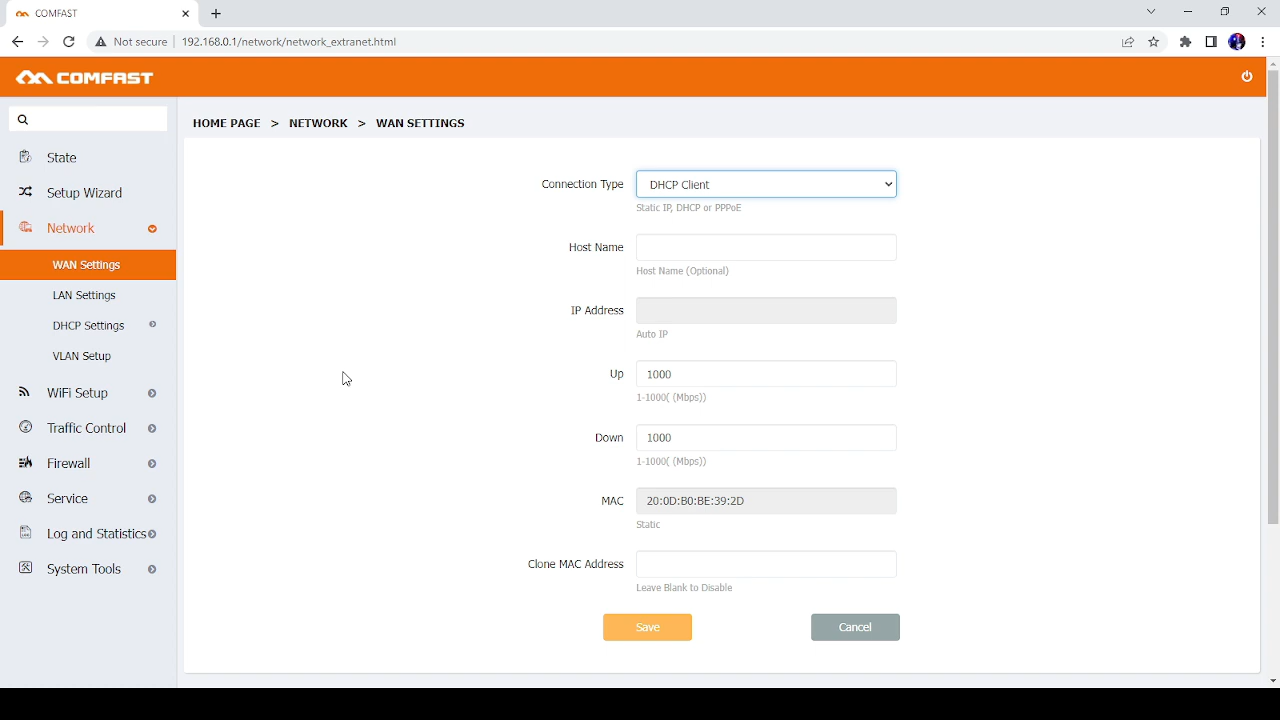 COMFAST
Not secure
192.168.0.1/network/network_extranet.html
COMFAST
HOME PAGE > NETWORK > WAN SETTINGS
State
Setup Wizard
Network
WAN Settings
LAN Settings
DHCP Settings
VLAN Setup
WiFi Setup
Traffic Control
Firewall
Service
Log and Statistics
System Tools
Connection Type
DHCP Client
Static IP, DHCP or PPPoE
Host Name
Host Name (Optional)
IP Address
Auto IP
Up
1000
1-1000( (Mbps))
Down
1000
1-1000( (Mbps))
MAC
20:0D:B0:BE:39:2D
Static
Clone MAC Address
Leave Blank to Disable
Save
Cancel